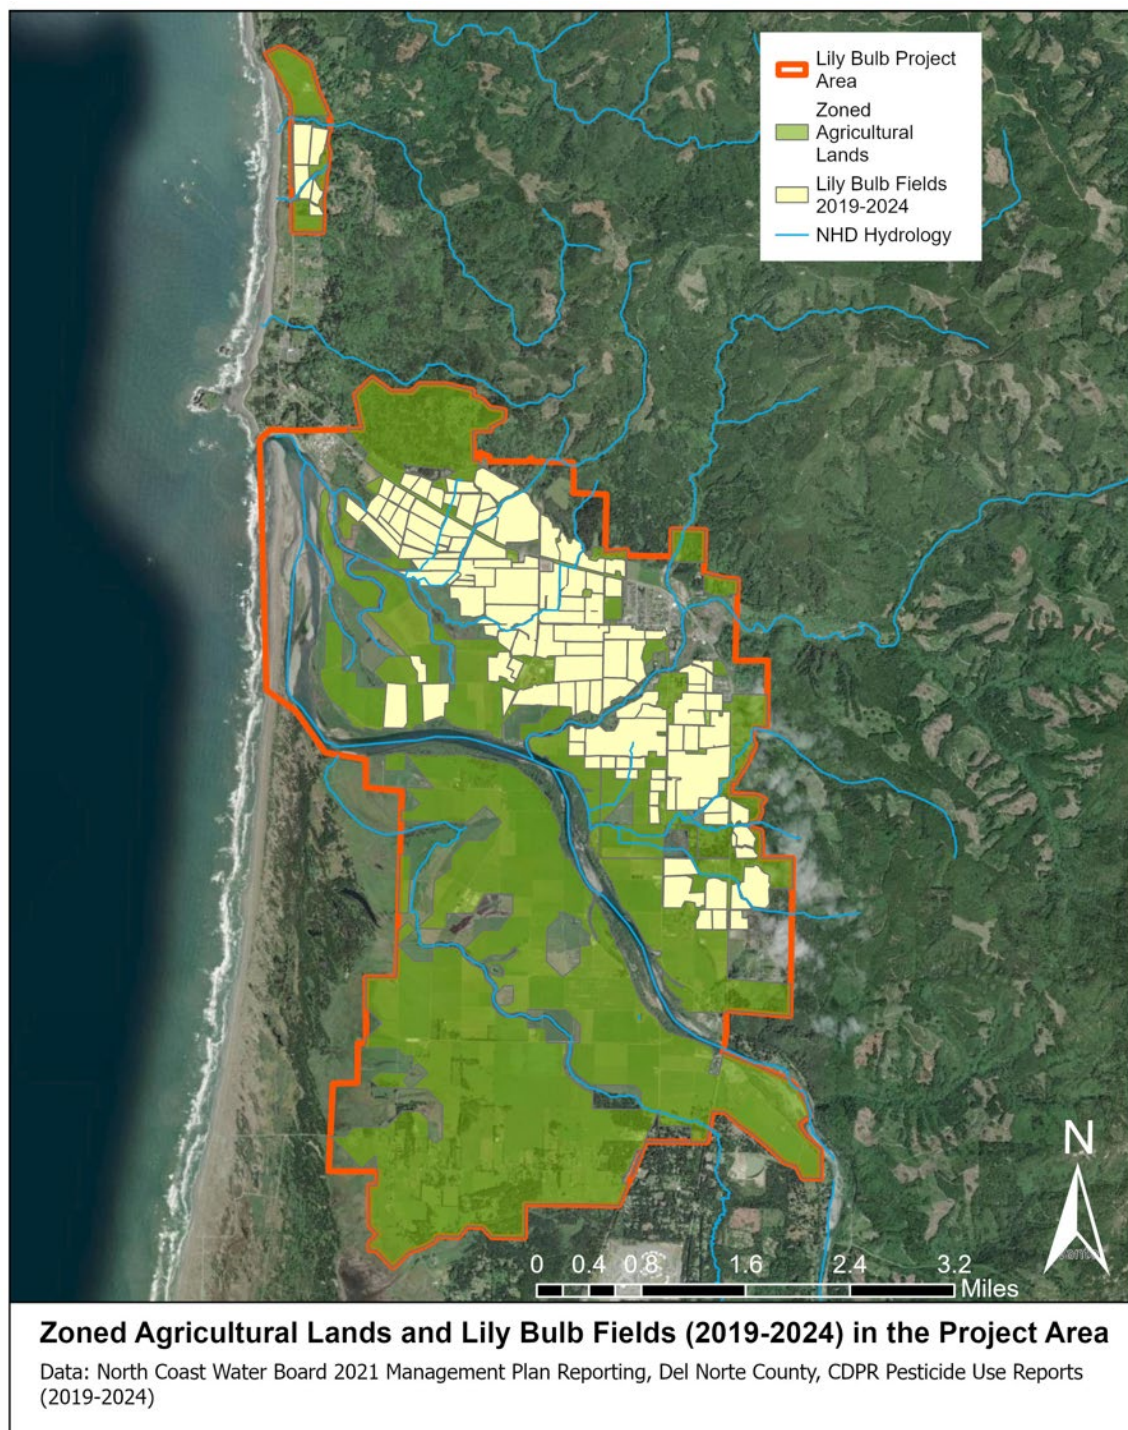 Lily Bulb Project
Area
Zoned
Agricultural
Lands
Lily Bulb Fields
2019-2024
NHD Hydrology
N
0 0.4 0.8 1.6 2.4 3.2
Miles
Zoned Agricultural Lands and Lily Bulb Fields (2019-2024) in the Project Area
Data: North Coast Water Board 2021 Management Plan Reporting, Del Norte County, CDPR Pesticide Use Reports
(2019-2024)